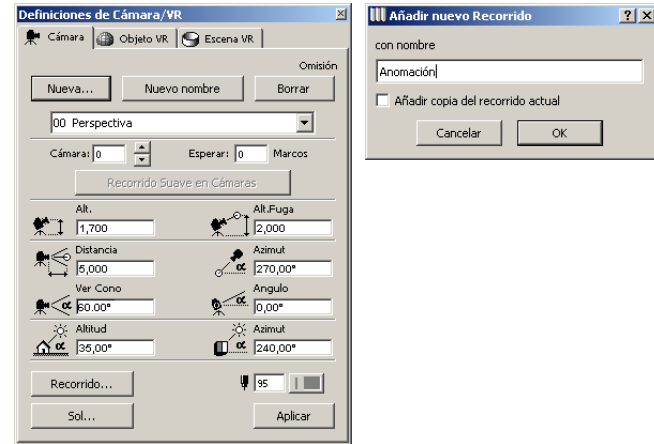 Definiciones de Cámara/VR
Cámara
Objeto VR
Escena VR
Omisión
Nueva...
Nuevo nombre
Borrar
00 Perspectiva
Cámara: 0
Esperar: 0 Marcos
Recorrido Suave en Cámaras
Alt.
1,700
Alt.Fuga
2,000
Distancia
5,000
Azimut
270,00°
Ver Cono
60.00°
Angulo
0,00°
Altitud
35,00°
Azimut
240,00°
Recorrido...
95
Sol...
Aplicar
Añadir nuevo Recorrido
con nombre
Anomación
Añadir copia del recorrido actual
Cancelar
OK